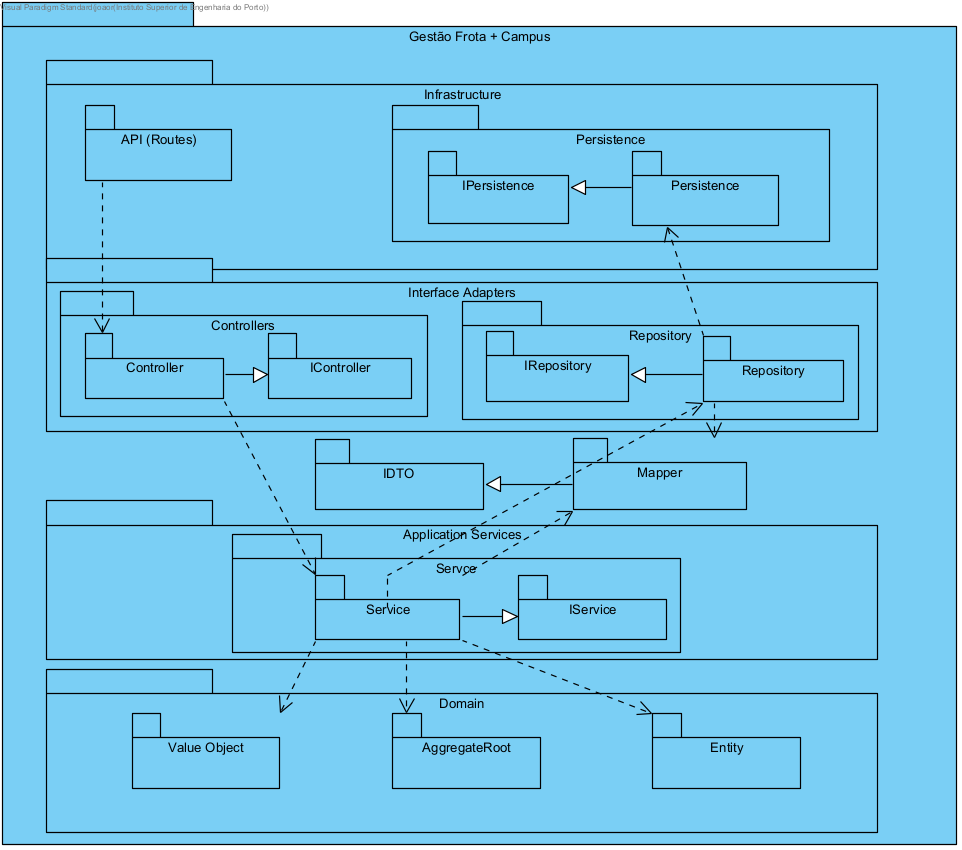 Visual Paradigm Standard(joaor(Instituto Superior de Engenharia do Porto))
Gestão Frota + Campus
Infrastructure
API (Routes)
Persistence
IPersistence
Persistence
Interface Adapters
Controllers
Repository
Controller
IController
IRepository
Repository
IDTO
Mapper
Application Services
Servce
Service
IService
Domain
Value Object
AggregateRoot
Entity